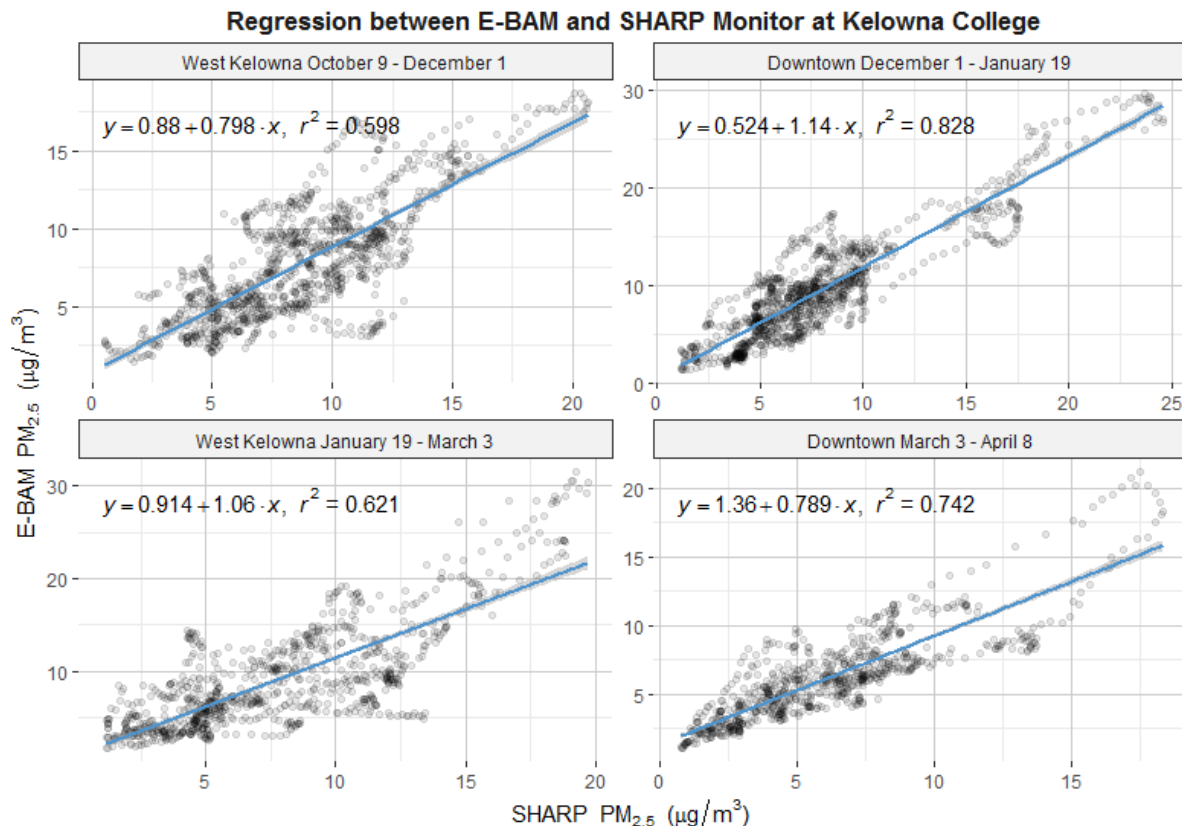 Regression between E-BAM and SHARP Monitor at Kelowna College
West Kelowna October 9 - December 1
y = 0.88 + 0.798 · x, r² = 0.598
15
10
5
0 5 10 15 20
Downtown December 1 - January 19
y = 0.524 + 1.14 · x, r² = 0.828
30
20
10
0
0 5 10 15 20 25
West Kelowna January 19 - March 3
y = 0.914 + 1.06 · x, r² = 0.621
30
20
10
5 10 15 20
Downtown March 3 - April 8
y = 1.36 + 0.789 · x, r² = 0.742
20
15
10
5
0 5 10 15
E-BAM PM₂.₅ (µg/m³)
SHARP PM₂.₅ (µg/m³)